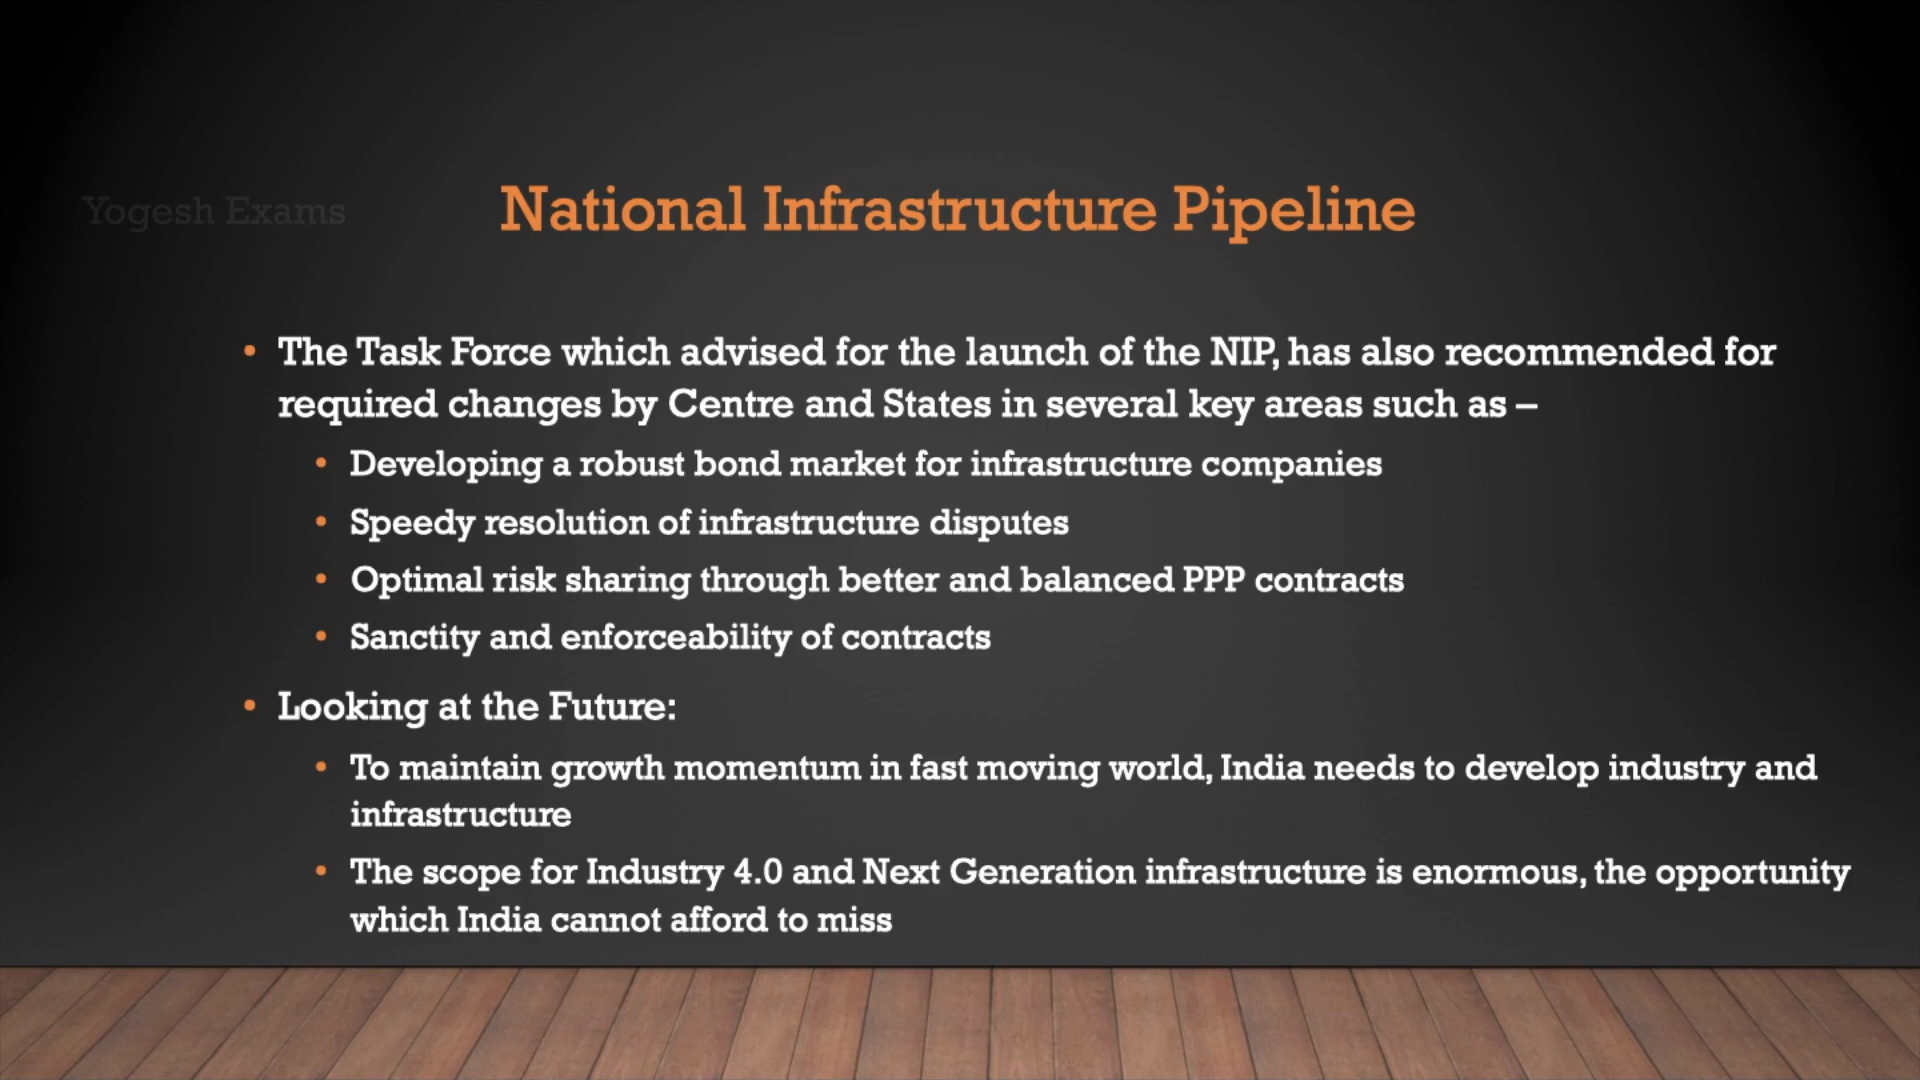 Yogesh Exams
National Infrastructure Pipeline
• The Task Force which advised for the launch of the NIP, has also recommended for
required changes by Centre and States in several key areas such as –
• Developing a robust bond market for infrastructure companies
• Speedy resolution of infrastructure disputes
• Optimal risk sharing through better and balanced PPP contracts
• Sanctity and enforceability of contracts
• Looking at the Future:
• To maintain growth momentum in fast moving world, India needs to develop industry and
infrastructure
• The scope for Industry 4.0 and Next Generation infrastructure is enormous, the opportunity
which India cannot afford to miss